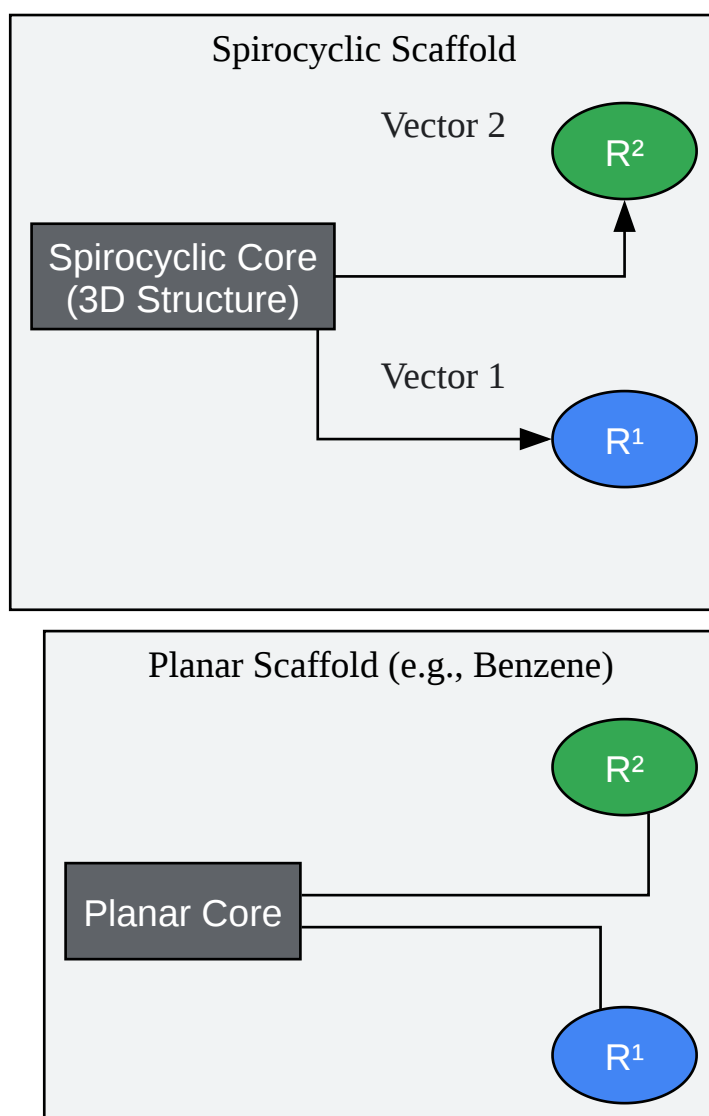 Spirocyclic Scaffold
Vector 2
R²
Spirocyclic Core
(3D Structure)
Vector 1
R¹
Planar Scaffold (e.g., Benzene)
R²
Planar Core
R¹